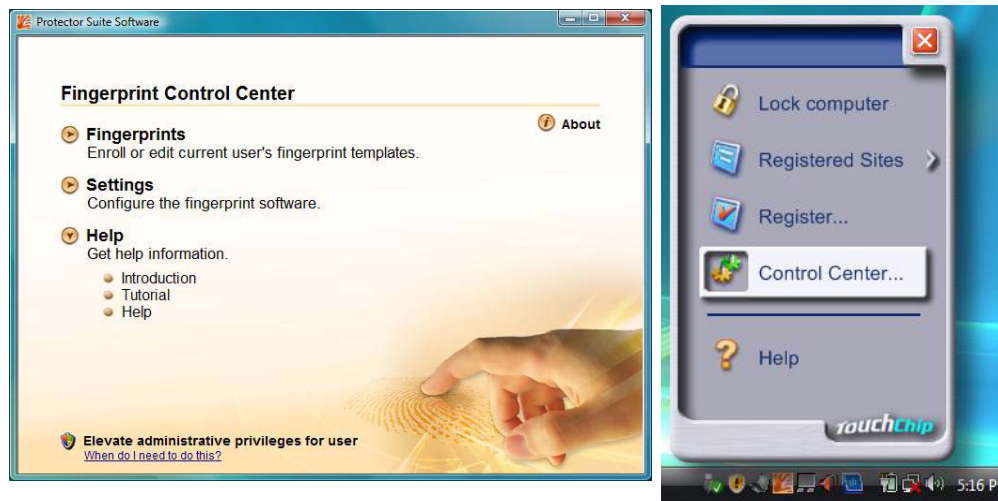 Protector Suite Software
Fingerprint Control Center
About
Fingerprints
Enroll or edit current user's fingerprint templates.
Settings
Configure the fingerprint software.
Help
Get help information.
Introduction
Tutorial
Help
Elevate administrative privileges for user
When do I need to do this?
Lock computer
Registered Sites
Register...
Control Center...
Help
TouchChip
5:16 P